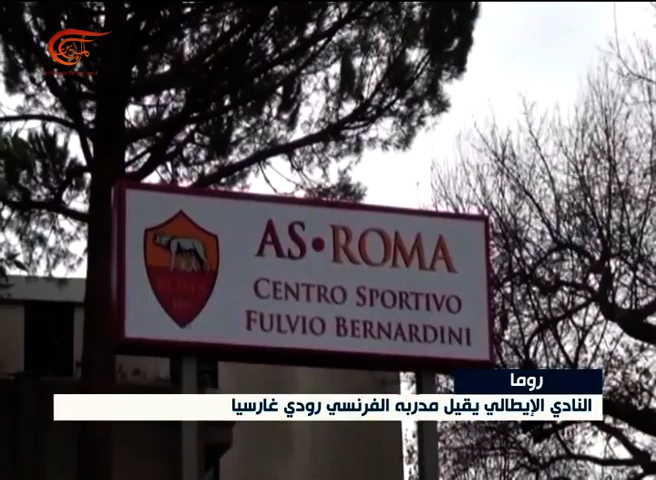 AS•ROMA
CENTRO SPORTIVO
FULVIO BERNARDINI
روما
النادي الإيطالي يقيل مدربه الفرنسي رودي غارسيا